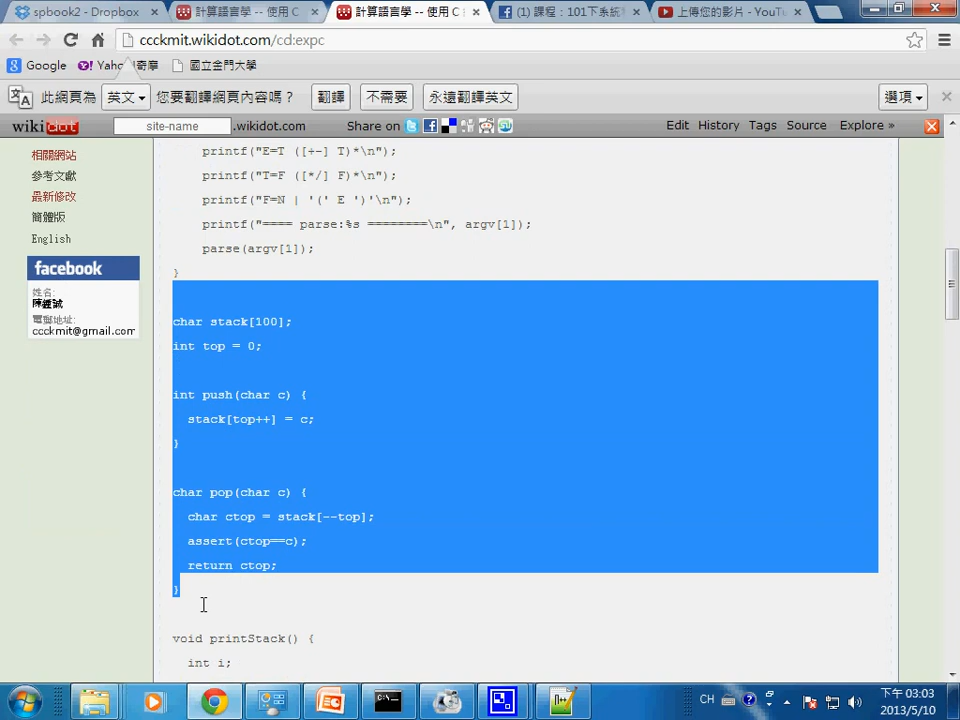 spbook2 - Dropbox
計算語言學 -- 使用 C
計算語言學 -- 使用 C
(1) 課程：101下系統
上傳您的影片 - YouTu
ccckmit.wikidot.com/cd:expc
Google
Yahoo!奇摩
國立金門大學
此網頁為 英文 您要翻譯網頁內容嗎？ 翻譯 不需要 永遠翻譯英文 選項
wikidot site-name .wikidot.com Share on Edit History Tags Source Explore »
相關網站
參考文獻
最新修改
簡體版
English
facebook
姓名:
陳鍾誠
電郵地址:
ccckmit@gmail.com
printf("E=T ([+-] T)*\n");
printf("T=F ([*/] F)*\n");
printf("F=N | '(' E ')'\n");
printf("==== parse:%s ========\n", argv[1]);
parse(argv[1]);
}
char stack[100];
int top = 0;
int push(char c) {
stack[top++] = c;
}
char pop(char c) {
char ctop = stack[--top];
assert(ctop==c);
return ctop;
}
void printStack() {
int i;
CH
下午 03:03
2013/5/10